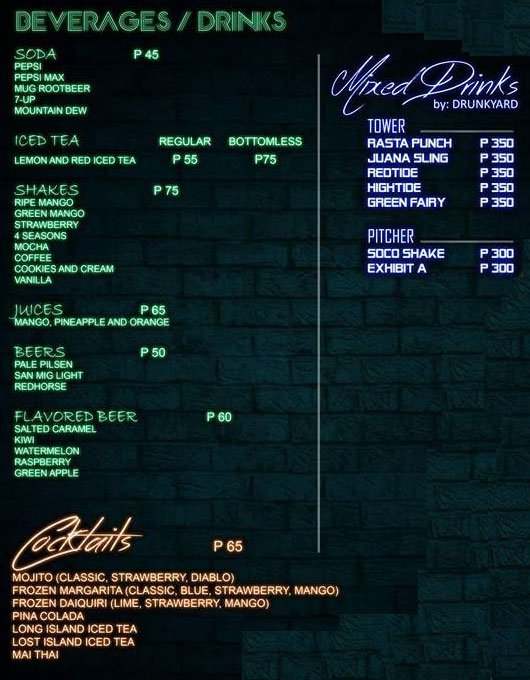 BEVERAGES / DRINKS
SODA P 45
PEPSI
PEPSI MAX
MUG ROOTBEER
7-UP
MOUNTAIN DEW
ICED TEA REGULAR BOTTOMLESS
LEMON AND RED ICED TEA P 55 P75
SHAKES P 75
RIPE MANGO
GREEN MANGO
STRAWBERRY
4 SEASONS
MOCHA
COFFEE
COOKIES AND CREAM
VANILLA
JUICES P 65
MANGO, PINEAPPLE AND ORANGE
BEERS P 50
PALE PILSEN
SAN MIG LIGHT
REDHORSE
FLAVORED BEER P 60
SALTED CARAMEL
KIWI
WATERMELON
RASPBERRY
GREEN APPLE
Mixed Drinks
by: DRUNKYARD
TOWER
RASTA PUNCH P 350
JUANA SLING P 350
REDTIDE P 350
HIGHTIDE P 350
GREEN FAIRY P 350
PITCHER
SOCO SHAKE P 300
EXHIBIT A P 300
Cocktails P 65
MOJITO (CLASSIC, STRAWBERRY, DIABLO)
FROZEN MARGARITA (CLASSIC, BLUE, STRAWBERRY, MANGO)
FROZEN DAIQUIRI (LIME, STRAWBERRY, MANGO)
PINA COLADA
LONG ISLAND ICED TEA
LOST ISLAND ICED TEA
MAI THAI